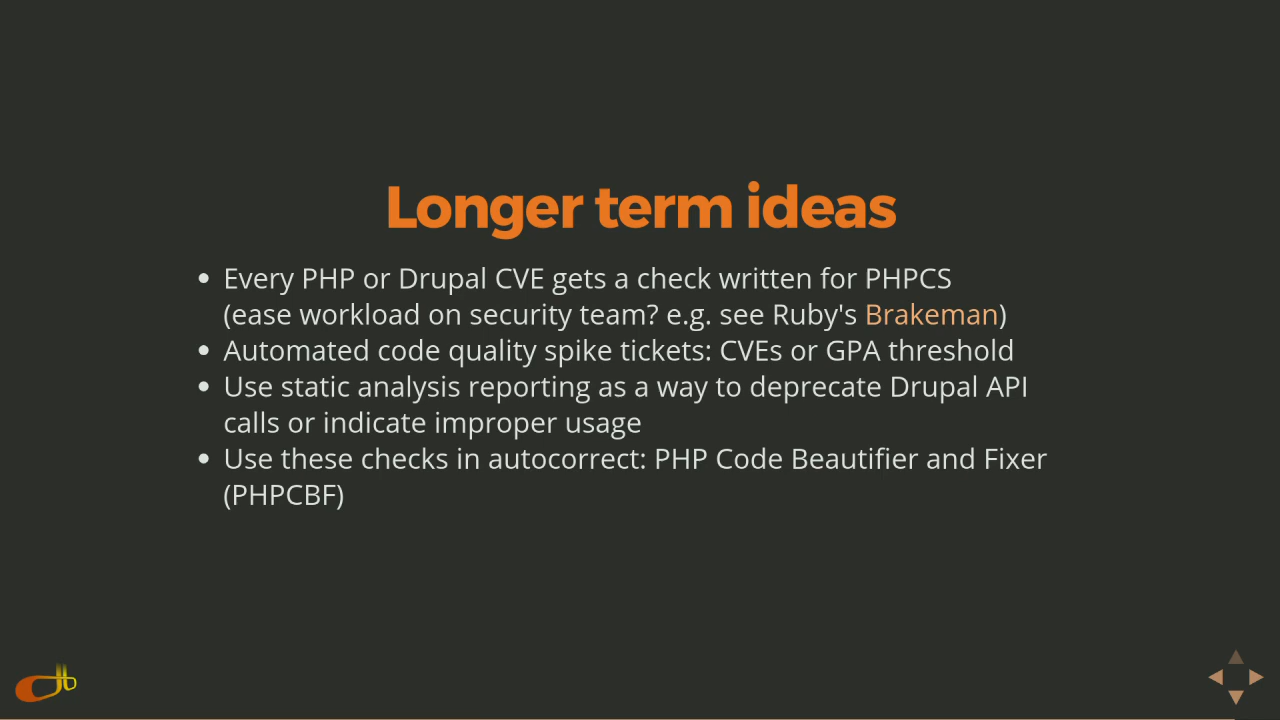 Longer term ideas
Every PHP or Drupal CVE gets a check written for PHPCS
(ease workload on security team? e.g. see Ruby's Brakeman)
Automated code quality spike tickets: CVEs or GPA threshold
Use static analysis reporting as a way to deprecate Drupal API
calls or indicate improper usage
Use these checks in autocorrect: PHP Code Beautifier and Fixer
(PHPCBF)